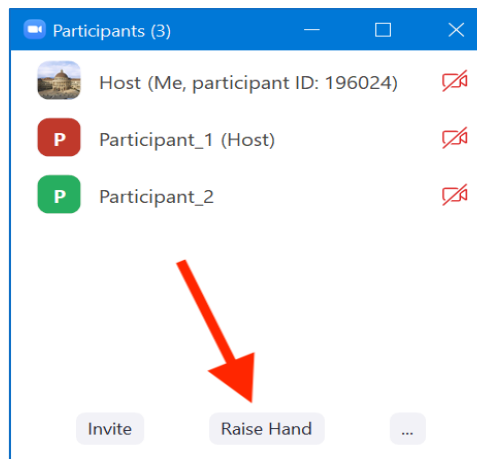 Participants (3)
Host (Me, participant ID: 196024)
P
Participant_1 (Host)
P
Participant_2
Invite
Raise Hand
...